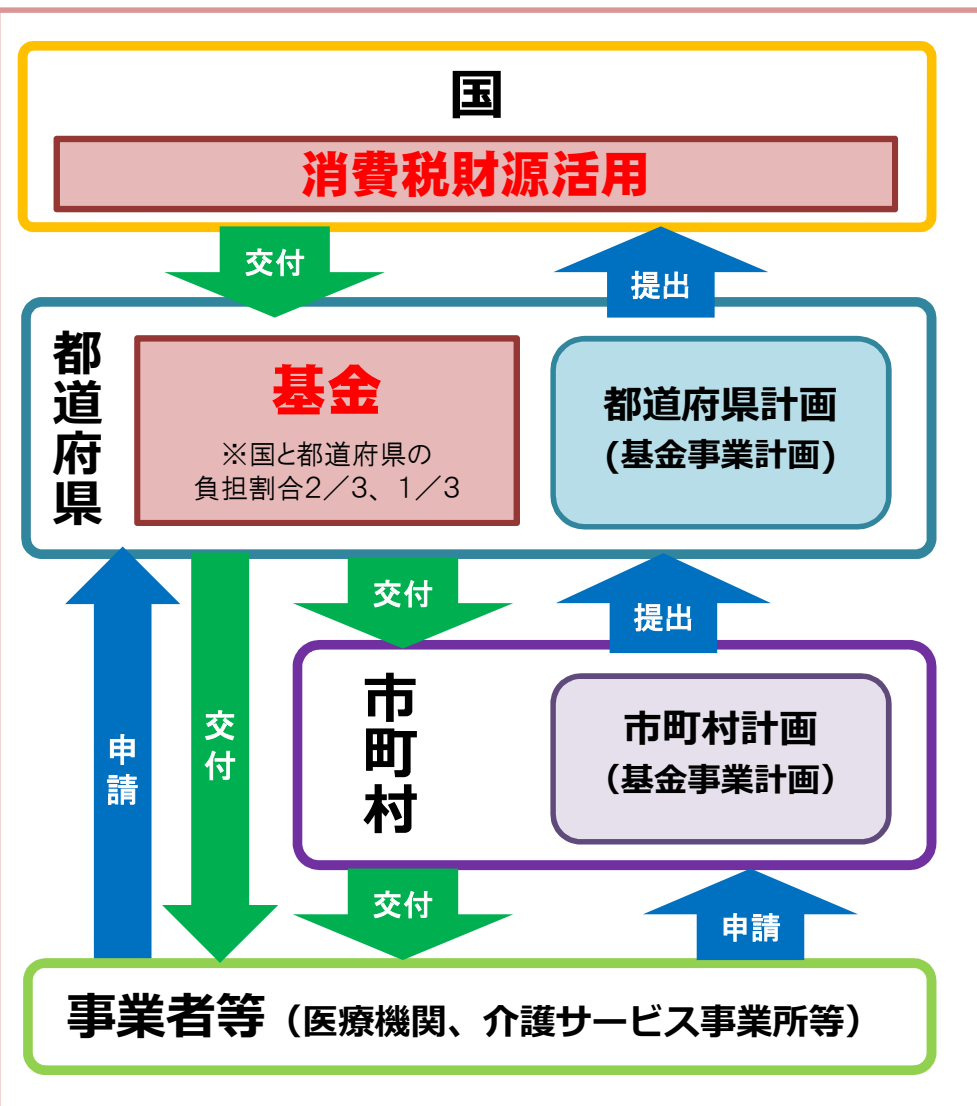 国
消費税財源活用
交付
提出
都道府県
基金
※国と都道府県の
負担割合2／3、1／3
都道府県計画
(基金事業計画)
交付
提出
申請
交付
市町村
市町村計画
（基金事業計画）
交付
申請
事業者等（医療機関、介護サービス事業所等）